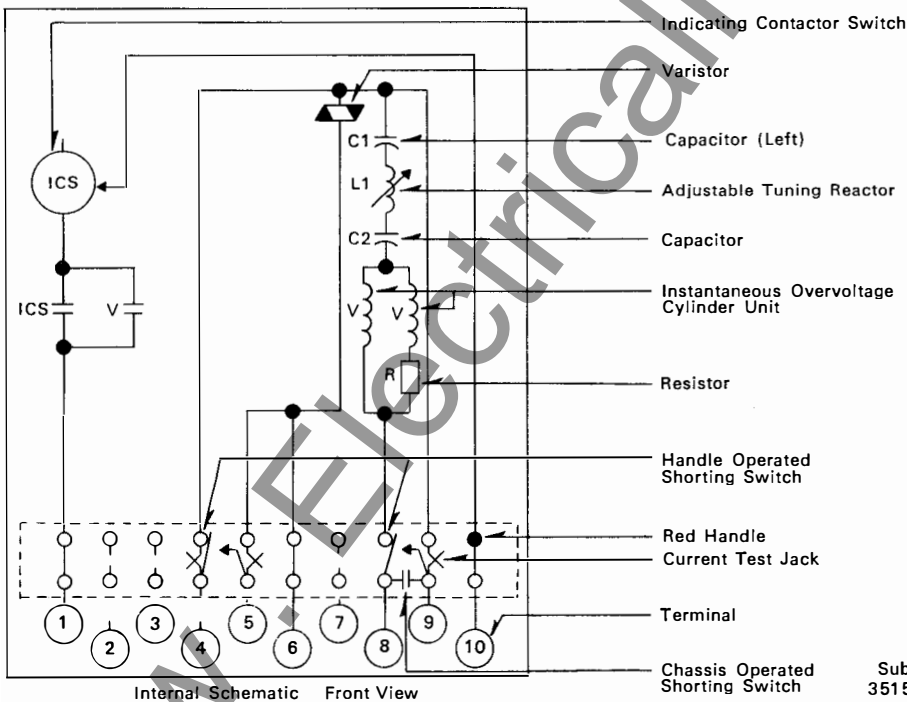 Indicating Contactor Switch
Varistor
C1
Capacitor (Left)
ICS
L1
Adjustable Tuning Reactor
C2
Capacitor
ICS
V
V
V
Instantaneous Overvoltage
Cylinder Unit
R
Resistor
Handle Operated
Shorting Switch
Red Handle
Current Test Jack
1
2
3
4
5
6
7
8
9
10
Terminal
Chassis Operated
Shorting Switch
Sub
3515
Internal Schematic Front View
w . Electrical